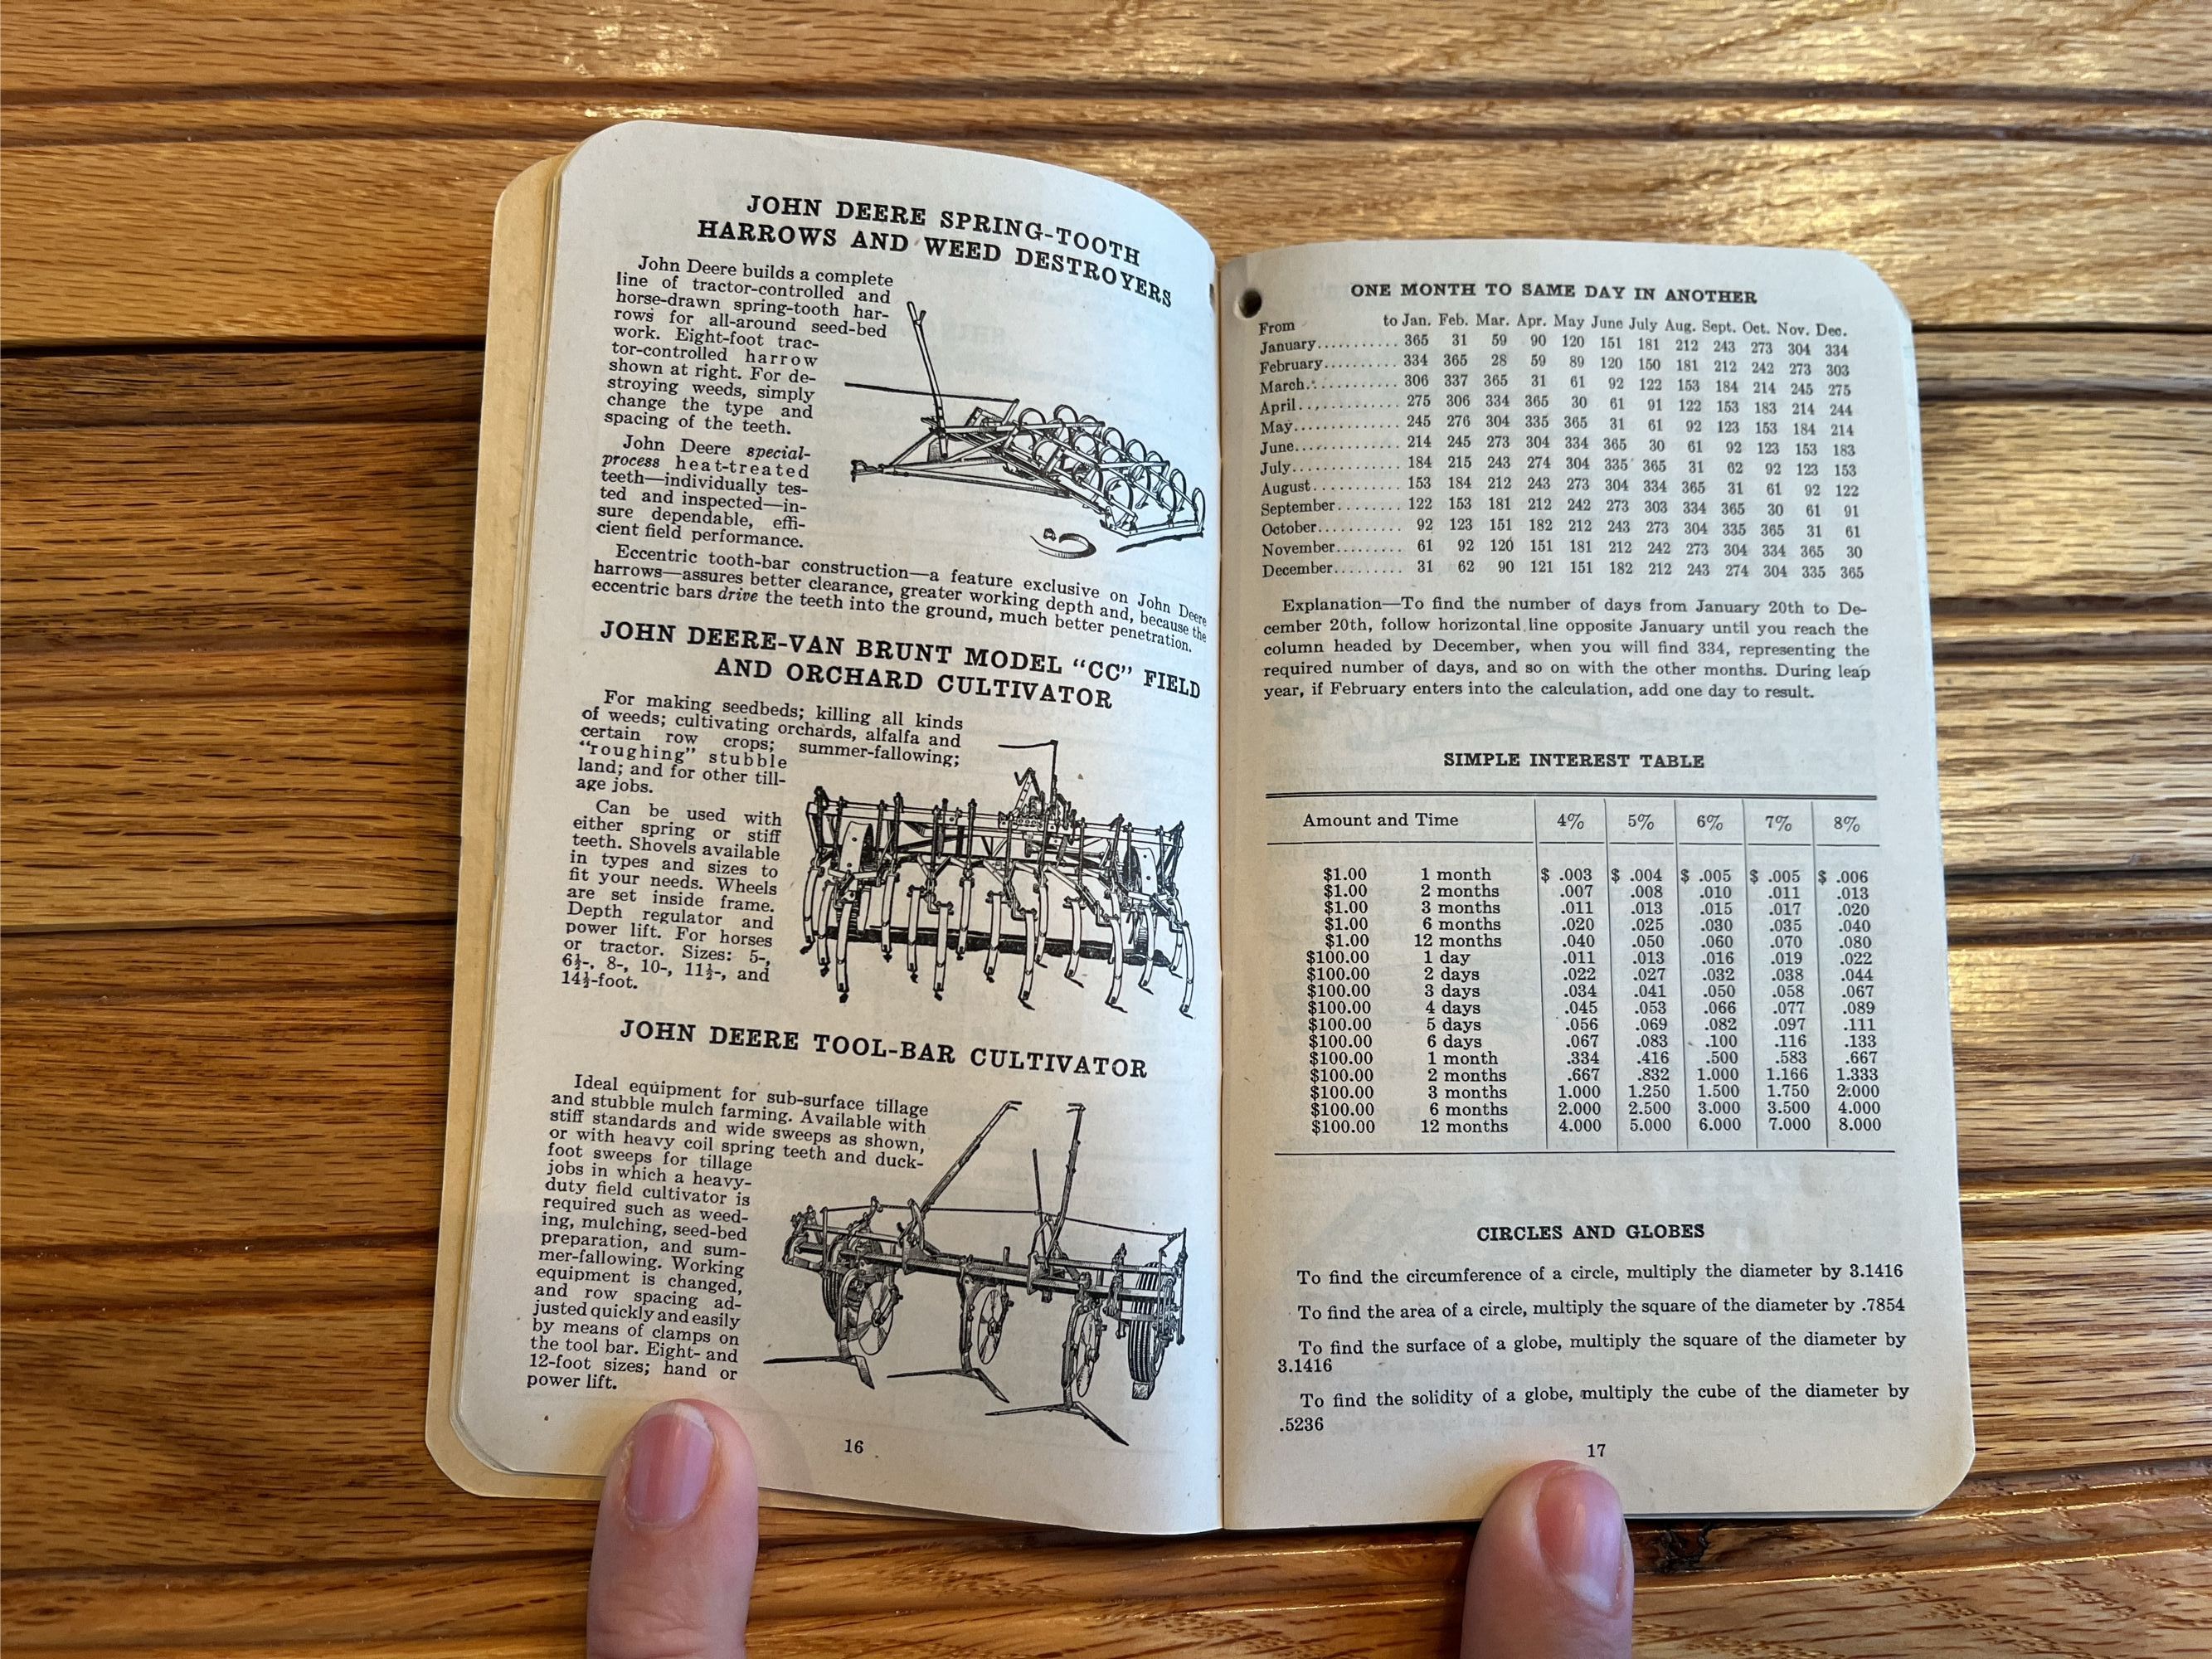 JOHN DEERE SPRING-TOOTH
HARROWS AND WEED DESTROYERS
John Deere builds a complete
line of tractor-controlled and
horse-drawn spring-tooth har-
rows for all-around seed-bed
work. Eight-foot trac-
tor-controlled harrow
shown at right. For de-
stroying weeds, simply
change the type and
spacing of the teeth.
John Deere special-
process heat-treated
teeth—individually tes-
ted and inspected—in-
sure dependable, effi-
cient field performance.
Eccentric tooth-bar construction—a feature exclusive on John Deere
harrows—assures better clearance, greater working depth and, because the
eccentric bars drive the teeth into the ground, much better penetration.
JOHN DEERE-VAN BRUNT MODEL “CC” FIELD
AND ORCHARD CULTIVATOR
For making seedbeds; killing all kinds
of weeds; cultivating orchards, alfalfa and
certain row crops; summer-fallowing;
“roughing” stubble
land; and for other till-
age jobs.
Can be used with
either spring or stiff
teeth. Shovels available
in types and sizes to
fit your needs. Wheels
are set inside frame.
Depth regulator and
power lift. For horses
or tractor. Sizes: 5-,
6½-, 8-, 10-, 11½-, and
14½-foot.
JOHN DEERE TOOL-BAR CULTIVATOR
Ideal equipment for sub-surface tillage
and stubble mulch farming. Available with
stiff standards and wide sweeps as shown,
or with heavy coil spring teeth and duck-
foot sweeps for tillage
jobs in which a heavy-
duty field cultivator is
required such as weed-
ing, mulching, seed-bed
preparation, and sum-
mer-fallowing. Working
equipment is changed,
and row spacing ad-
justed quickly and easily
by means of clamps on
the tool bar. Eight- and
12-foot sizes; hand or
power lift.
16
ONE MONTH TO SAME DAY IN ANOTHER
From to Jan. Feb. Mar. Apr. May June July Aug. Sept. Oct. Nov. Dec.
January........... 365 31 59 90 120 151 181 212 243 273 304 334
February.......... 334 365 28 59 89 120 150 181 212 242 273 303
March............ 306 337 365 31 61 92 122 153 184 214 245 275
April............. 275 306 334 365 30 61 91 122 153 183 214 244
May.............. 245 276 304 335 365 31 61 92 123 153 184 214
June.............. 214 245 273 304 334 365 30 61 92 123 153 183
July.............. 184 215 243 274 304 335 365 31 62 92 123 153
August............ 153 184 212 243 273 304 334 365 31 61 92 122
September......... 122 153 181 212 242 273 303 334 365 30 61 91
October........... 92 123 151 182 212 243 273 304 335 365 31 61
November......... 61 92 120 151 181 212 242 273 304 334 365 30
December......... 31 62 90 121 151 182 212 243 274 304 335 365
Explanation—To find the number of days from January 20th to De-
cember 20th, follow horizontal line opposite January until you reach the
column headed by December, when you will find 334, representing the
required number of days, and so on with the other months. During leap
year, if February enters into the calculation, add one day to result.
SIMPLE INTEREST TABLE
Amount and Time 4% 5% 6% 7% 8%
$1.00 1 month $ .003 $ .004 $ .005 $ .005 $ .006
$1.00 2 months .007 .008 .010 .011 .013
$1.00 3 months .011 .013 .015 .017 .020
$1.00 6 months .020 .025 .030 .035 .040
$1.00 12 months .040 .050 .060 .070 .080
$100.00 1 day .011 .013 .016 .019 .022
$100.00 2 days .022 .027 .032 .038 .044
$100.00 3 days .034 .041 .050 .058 .067
$100.00 4 days .045 .053 .066 .077 .089
$100.00 5 days .056 .069 .082 .097 .111
$100.00 6 days .067 .083 .100 .116 .133
$100.00 1 month .334 .416 .500 .583 .667
$100.00 2 months .667 .832 1.000 1.166 1.333
$100.00 3 months 1.000 1.250 1.500 1.750 2.000
$100.00 6 months 2.000 2.500 3.000 3.500 4.000
$100.00 12 months 4.000 5.000 6.000 7.000 8.000
CIRCLES AND GLOBES
To find the circumference of a circle, multiply the diameter by 3.1416
To find the area of a circle, multiply the square of the diameter by .7854
To find the surface of a globe, multiply the square of the diameter by
3.1416
To find the solidity of a globe, multiply the cube of the diameter by
.5236
17